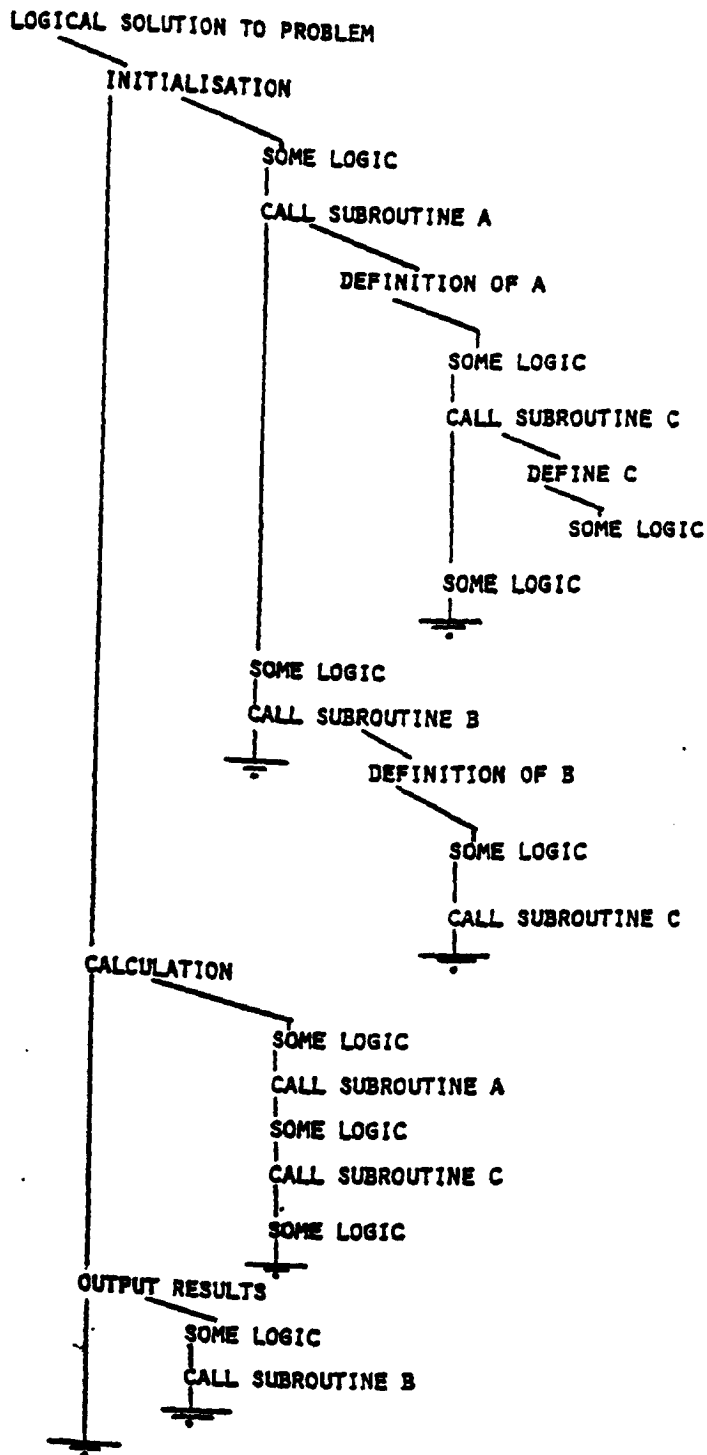 LOGICAL SOLUTION TO PROBLEM
INITIALISATION
SOME LOGIC
CALL SUBROUTINE A
DEFINITION OF A
SOME LOGIC
CALL SUBROUTINE C
DEFINE C
SOME LOGIC
SOME LOGIC
SOME LOGIC
CALL SUBROUTINE B
DEFINITION OF B
SOME LOGIC
CALL SUBROUTINE C
CALCULATION
SOME LOGIC
CALL SUBROUTINE A
SOME LOGIC
CALL SUBROUTINE C
SOME LOGIC
OUTPUT RESULTS
SOME LOGIC
CALL SUBROUTINE B